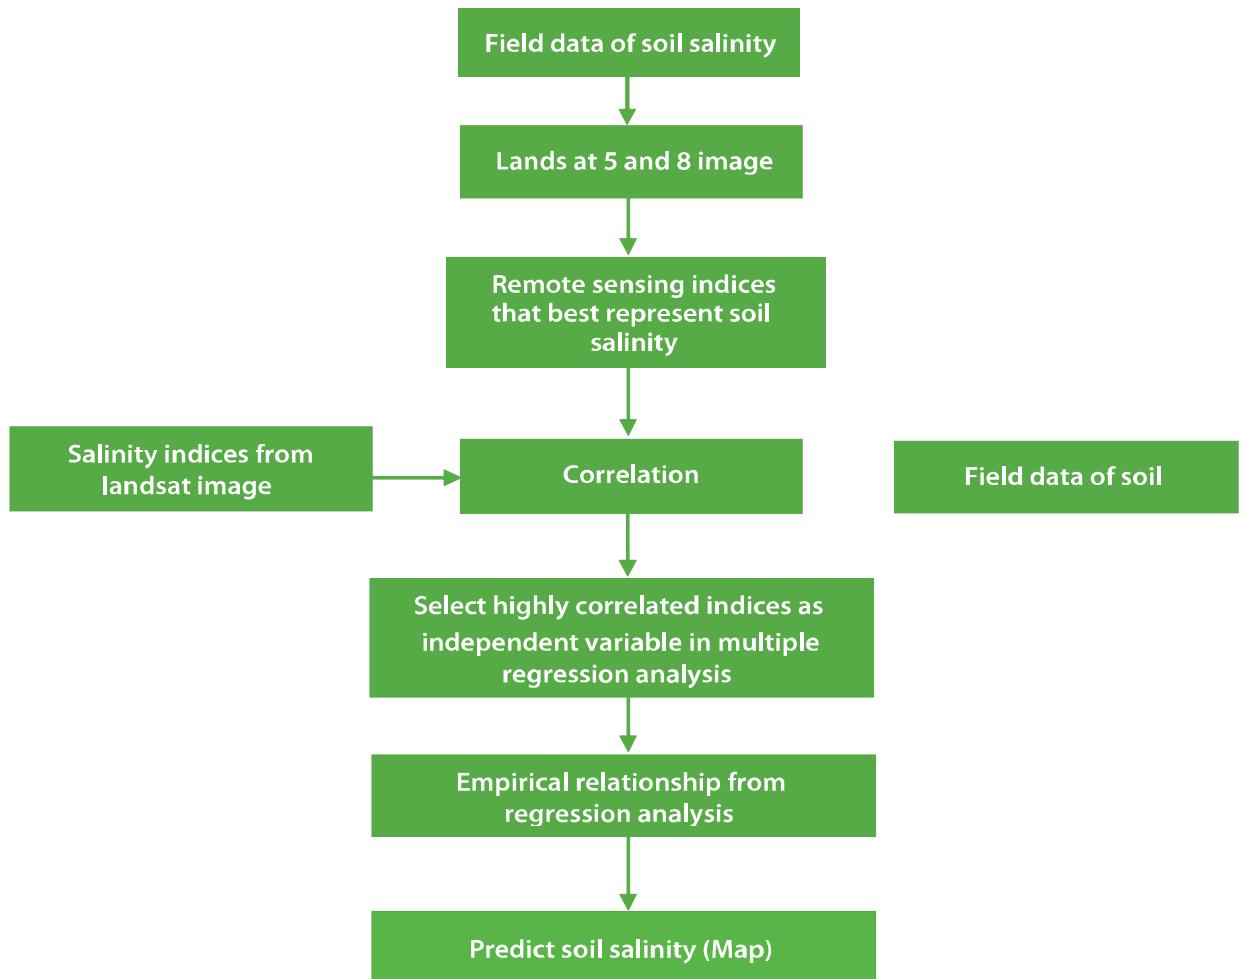 Field data of soil salinity
Lands at 5 and 8 image
Remote sensing indices
that best represent soil
salinity
Salinity indices from
landsat image
Correlation
Field data of soil
Select highly correlated indices as
independent variable in multiple
regression analysis
Empirical relationship from
regression analysis
Predict soil salinity (Map)